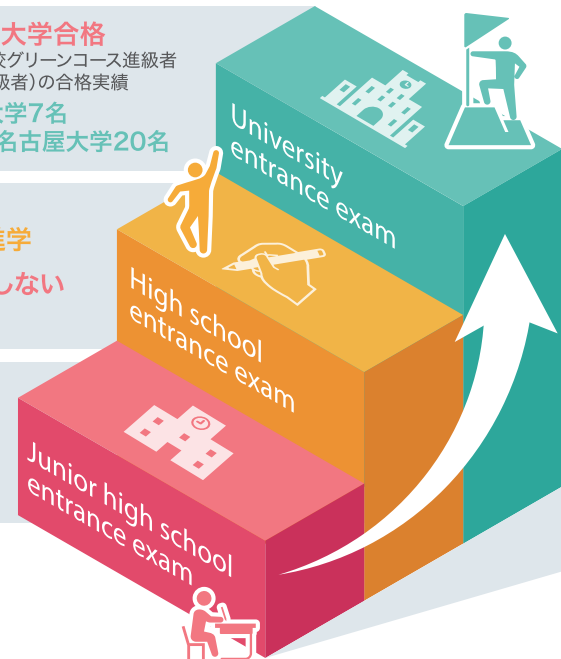 大学合格
校グリーンコース進級者
級者）の合格実績
大学7名
名古屋大学20名
University
entrance exam
進学
しない
High school
entrance exam
Junior high school
entrance exam